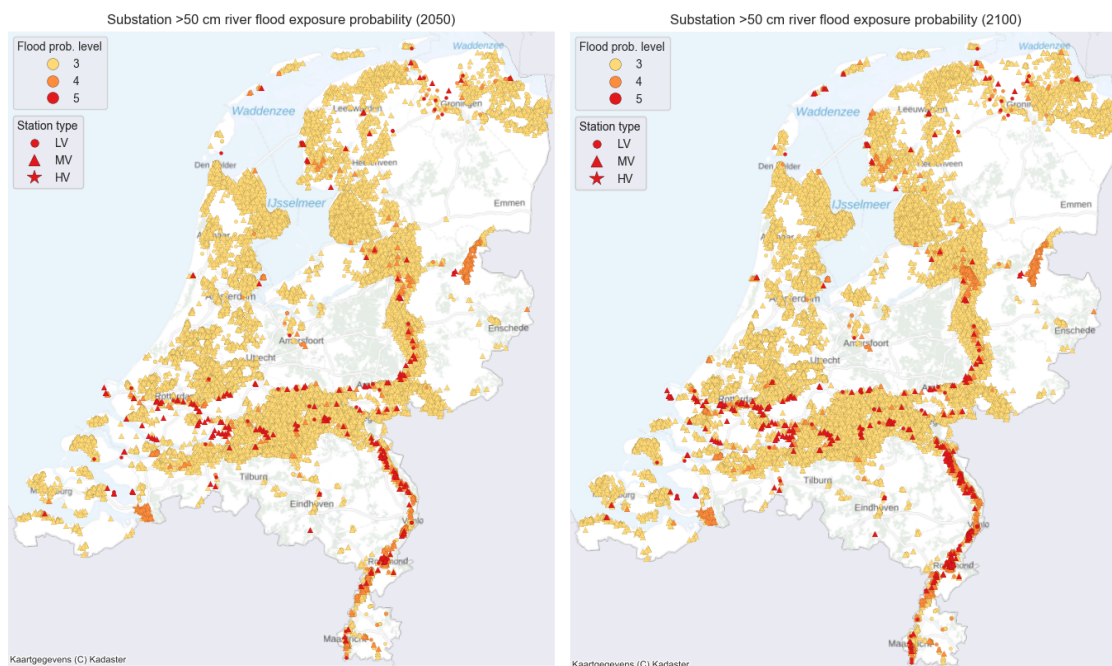 Substation >50 cm river flood exposure probability (2050)
Flood prob. level
3
4
5
Station type
LV
MV
HV
Waddenzee
Waddenzee
Leeuwarden
Groningen
Den Helder
IJsselmeer
Emmen
Amsterdam
Enschede
Amersfoort
Utrecht
Rotterdam
Tilburg
Eindhoven
Venlo
Roermond
Maastricht
Kaartgegevens (C) Kadaster
Substation >50 cm river flood exposure probability (2100)
Flood prob. level
3
4
5
Station type
LV
MV
HV
Waddenzee
Waddenzee
Leeuwarden
Groningen
Den Helder
IJsselmeer
Emmen
Amsterdam
Enschede
Amersfoort
Utrecht
Rotterdam
Tilburg
Eindhoven
Venlo
Roermond
Maastricht
Kaartgegevens (C) Kadaster